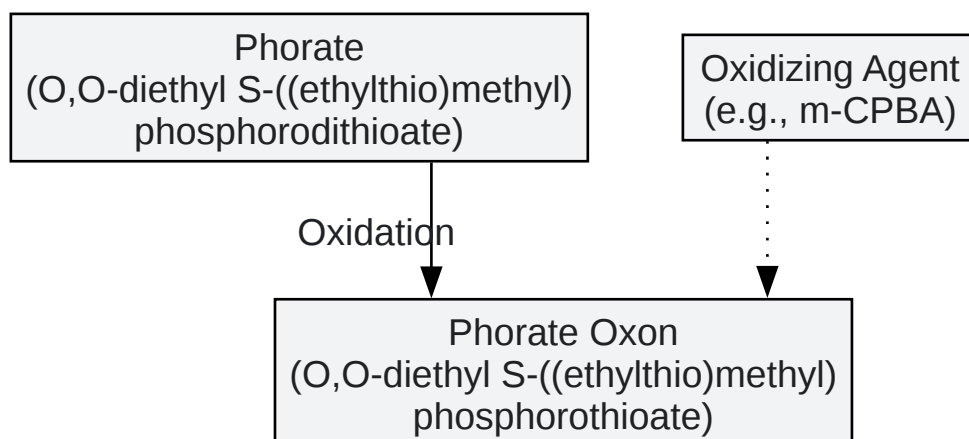 Phorate
(O,O-diethyl S-((ethylthio)methyl)
phosphorodithioate)
Oxidizing Agent
(e.g., m-CPBA)
Oxidation
Phorate Oxon
(O,O-diethyl S-((ethylthio)methyl)
phosphorothioate)